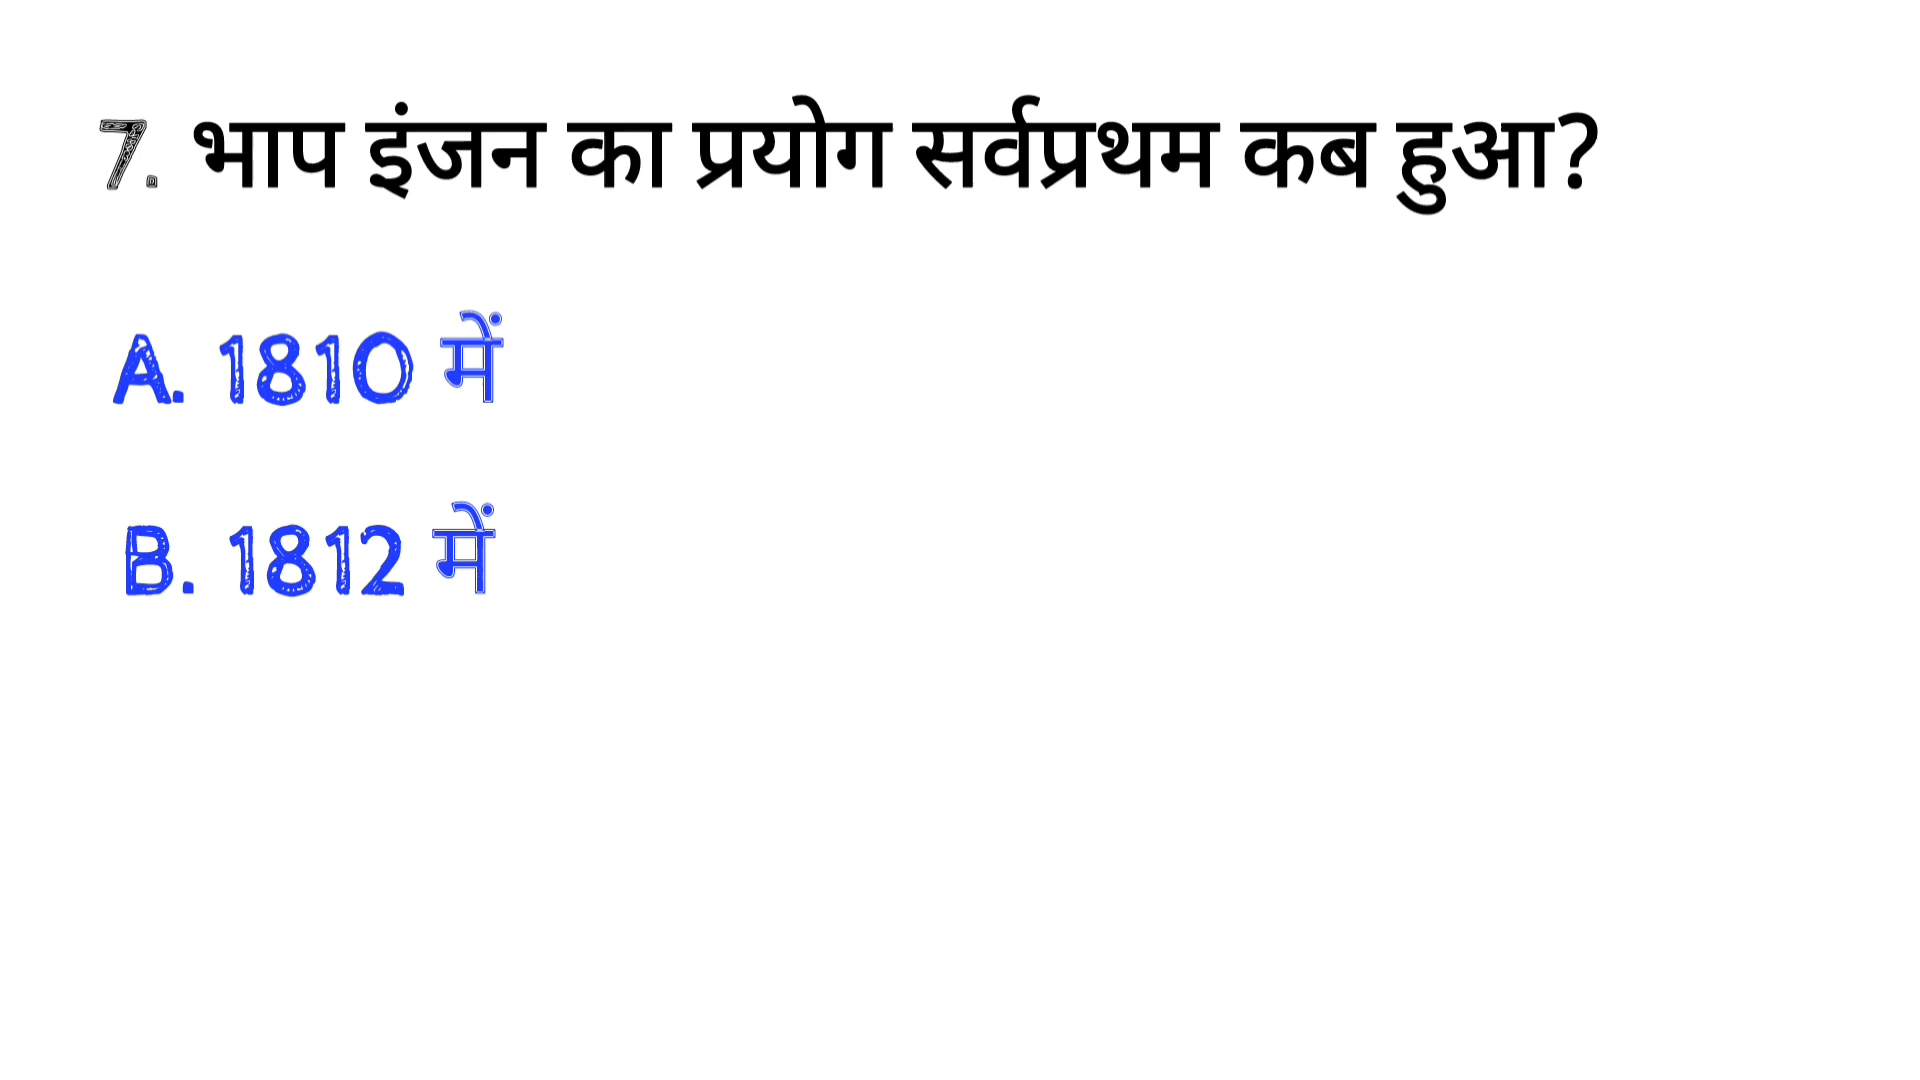 7. भाप इंजन का प्रयोग सर्वप्रथम कब हुआ?
A. 1810 में
B. 1812 में